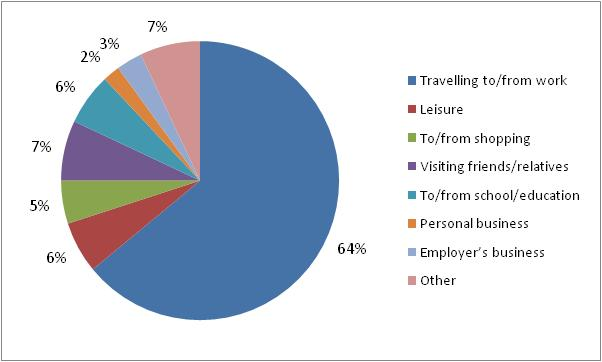 7%
3%
2%
6%
7%
5%
6%
64%
Travelling to/from work
Leisure
To/from shopping
Visiting friends/relatives
To/from school/education
Personal business
Employer's business
Other